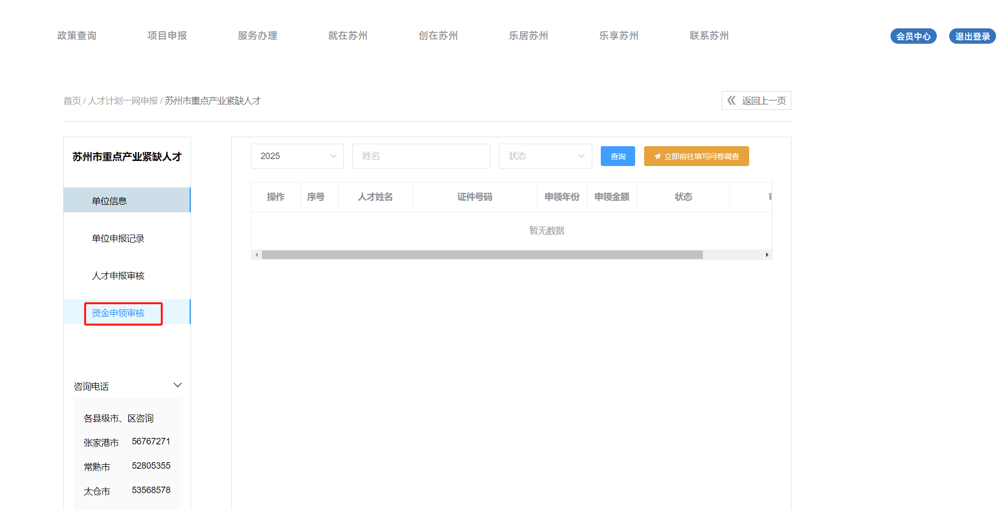 政策查询 项目申报 服务办理 就在苏州 创在苏州 乐居苏州 乐享苏州 联系苏州 会员中心 退出登录
首页 / 人才计划一网申报 / 苏州市重点产业紧缺人才 返回上一页
苏州市重点产业紧缺人才
单位信息
单位申报记录
人才申报审核
资金申领审核
咨询电话
各县级市、区咨询
张家港市 56767271
常熟市 52805355
太仓市 53568578
2025 姓名 状态 查询 立即前往填写问卷调查
操作 序号 人才姓名 证件号码 申领年份 申领金额 状态
暂无数据